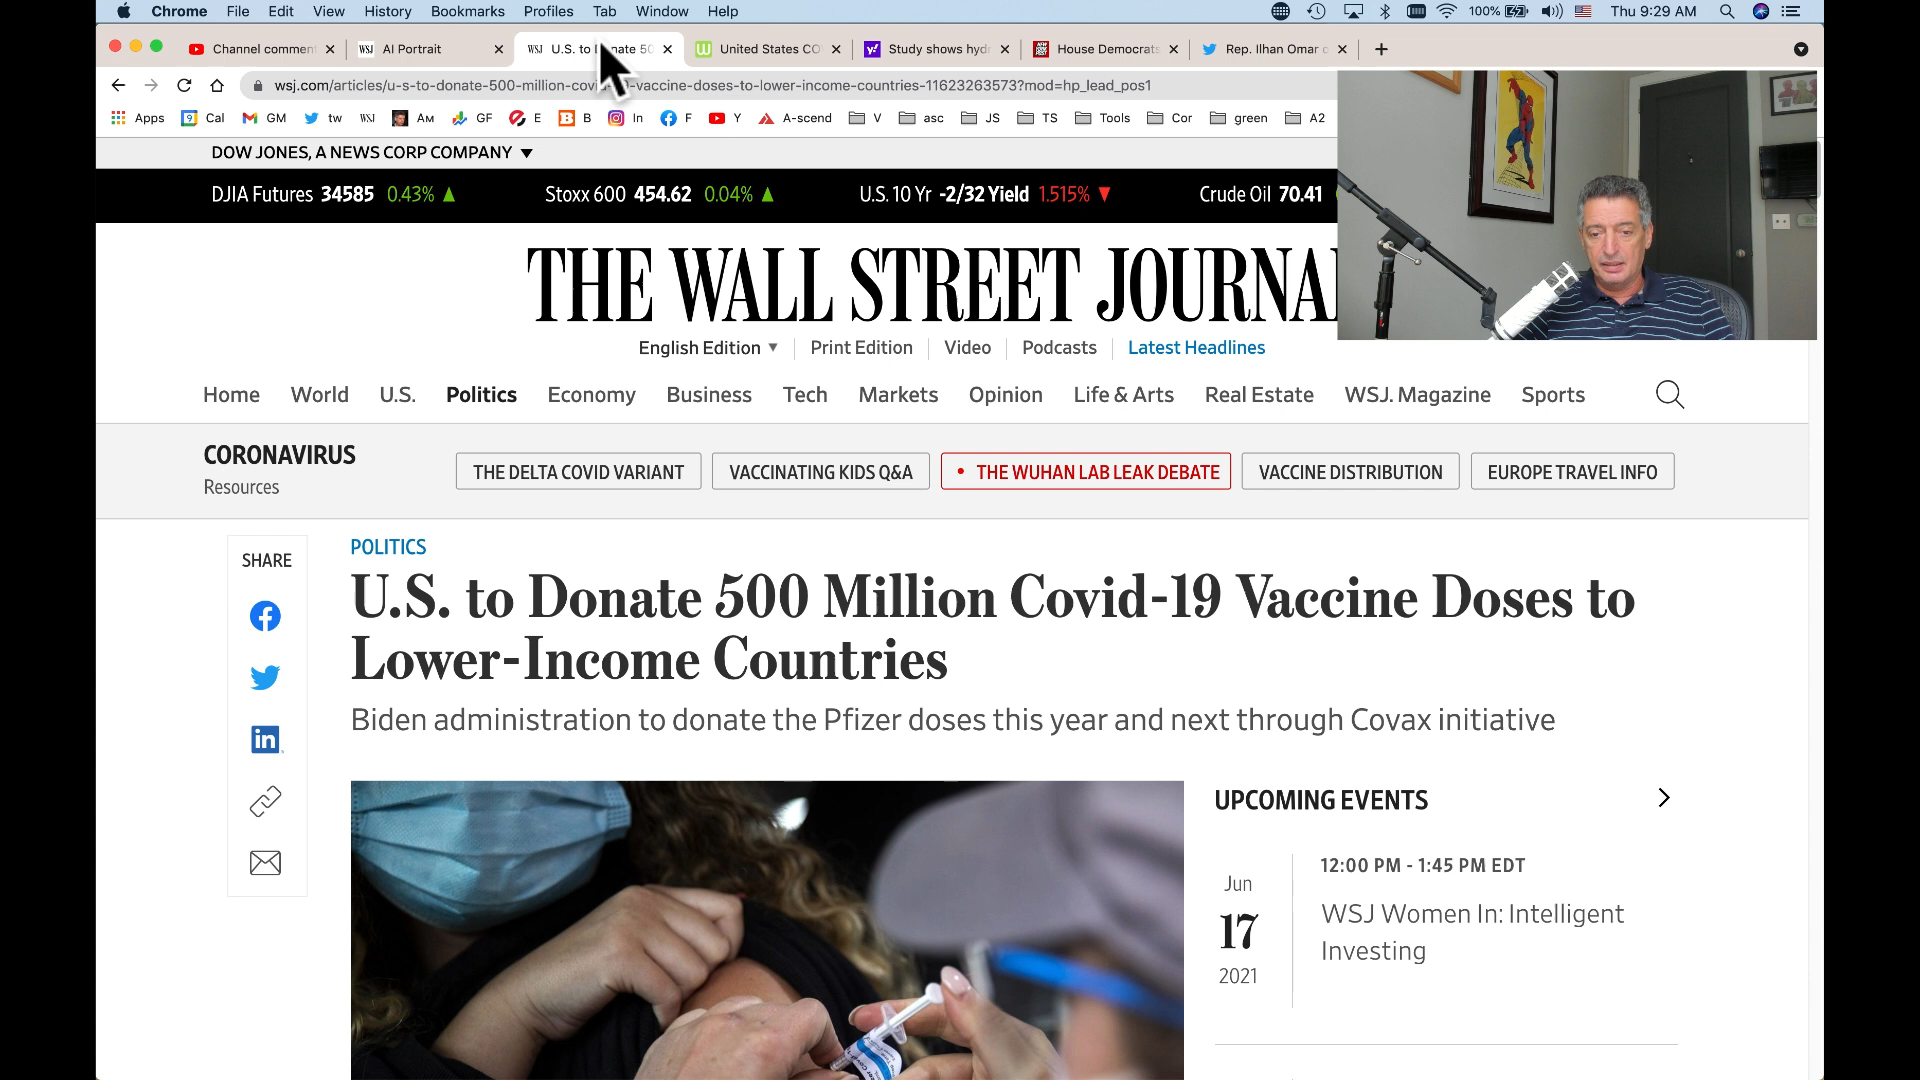 Chrome File Edit View History Bookmarks Profiles Tab Window Help 100% Thu 9:29 AM
Channel comment AI Portrait U.S. to Donate 50 United States CO Study shows hydr House Democrats Rep. Ilhan Omar
wsj.com/articles/u-s-to-donate-500-million-covid-19-vaccine-doses-to-lower-income-countries-11623263573?mod=hp_lead_pos1
Apps Cal GM tw WSJ AM GF E B In F Y A-scend V asc JS TS Tools Cor green A2
DOW JONES, A NEWS CORP COMPANY
DJIA Futures 34585 0.43% Stoxx 600 454.62 0.04% U.S. 10 Yr -2/32 Yield 1.515% Crude Oil 70.41
THE WALL STREET JOURNA
English Edition Print Edition Video Podcasts Latest Headlines
Home World U.S. Politics Economy Business Tech Markets Opinion Life & Arts Real Estate WSJ. Magazine Sports
CORONAVIRUS
Resources
THE DELTA COVID VARIANT VACCINATING KIDS Q&A • THE WUHAN LAB LEAK DEBATE VACCINE DISTRIBUTION EUROPE TRAVEL INFO
SHARE
POLITICS
U.S. to Donate 500 Million Covid-19 Vaccine Doses to
Lower-Income Countries
Biden administration to donate the Pfizer doses this year and next through Covax initiative
UPCOMING EVENTS
Jun
17
2021
12:00 PM - 1:45 PM EDT
WSJ Women In: Intelligent
Investing